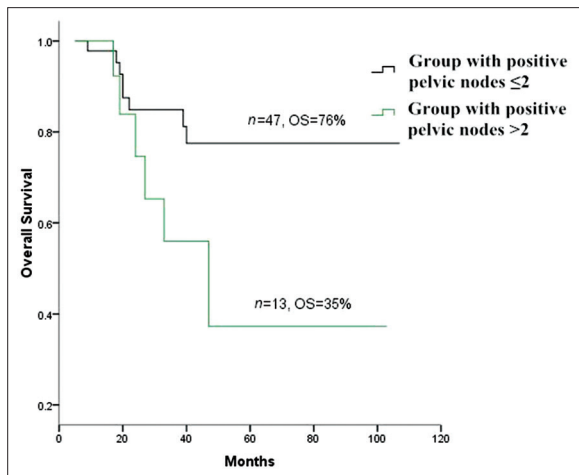 1.0
0.8
0.6
0.4
0.2
Overall Survival
Group with positive
pelvic nodes ≤2
Group with positive
pelvic nodes >2
n=47, OS=76%
n=13, OS=35%
0 20 40 60 80 100 120
Months